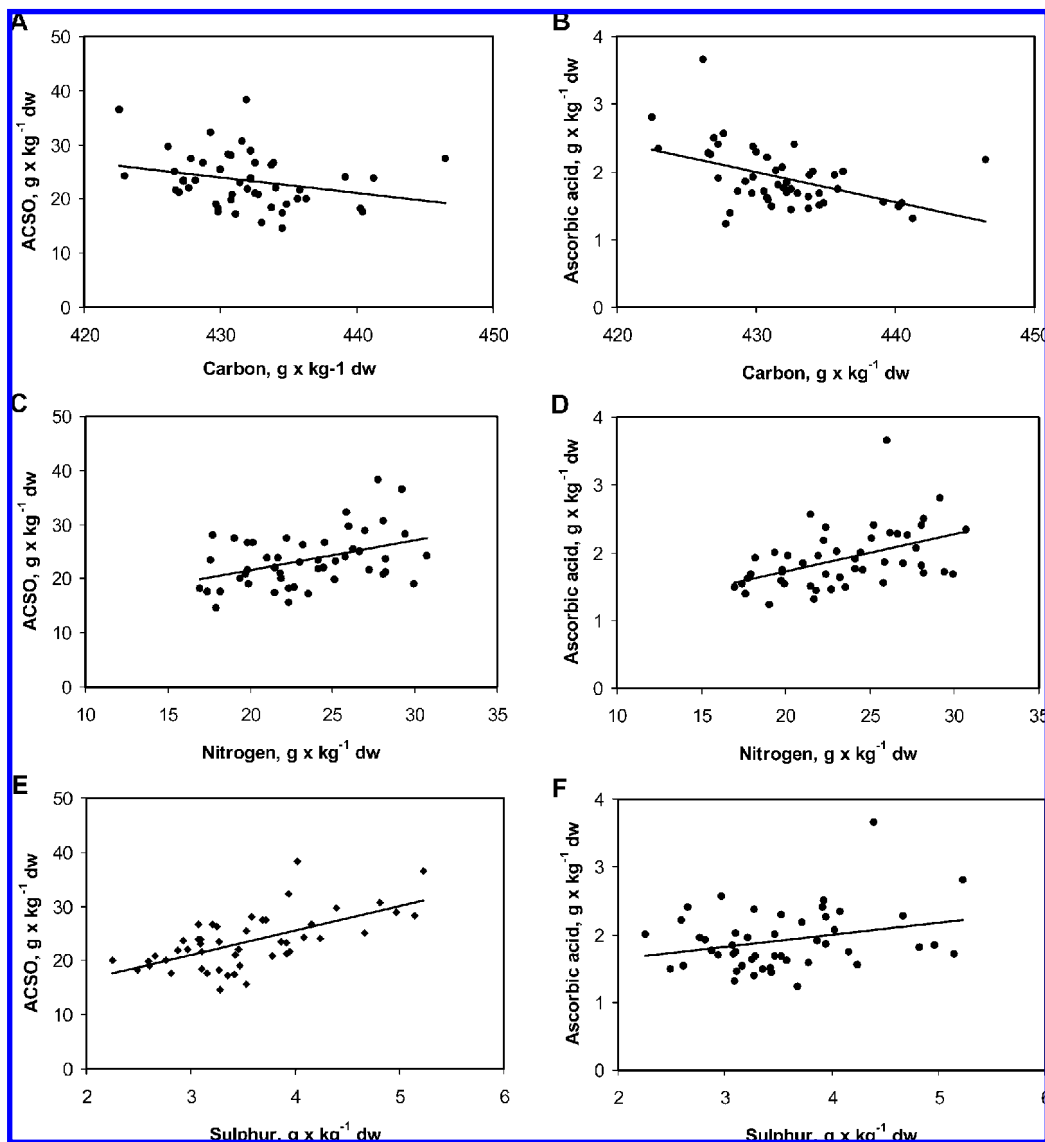 A
50
40
30
20
10
0
ACSO, g x kg⁻¹ dw
420 430 440 450
Carbon, g x kg-1 dw
B
4
3
2
1
0
Ascorbic acid, g x kg⁻¹ dw
420 430 440 450
Carbon, g x kg⁻¹ dw
C
50
40
30
20
10
0
ACSO, g x kg⁻¹ dw
10 15 20 25 30 35
Nitrogen, g x kg⁻¹ dw
D
4
3
2
1
0
Ascorbic acid, g x kg⁻¹ dw
10 15 20 25 30 35
Nitrogen, g x kg⁻¹ dw
E
50
40
30
20
10
0
ACSO, g x kg⁻¹ dw
2 3 4 5 6
Sulphur, g x kg⁻¹ dw
F
4
3
2
1
0
Ascorbic acid, g x kg⁻¹ dw
2 3 4 5 6
Sulphur, g x kg⁻¹ dw